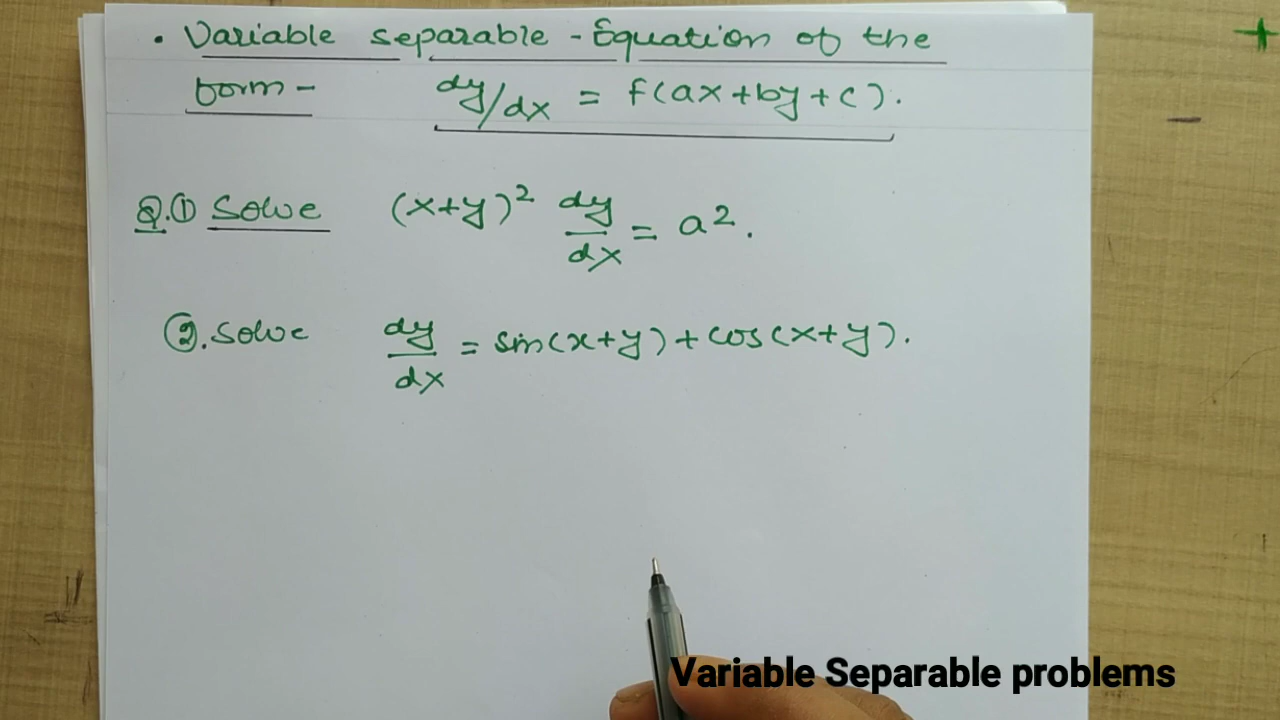 • Variable separable - Equation of the
form - dy/dx = f(ax+by+c).
Q.① Solve (x+y)² dy/dx = a².
②. Solve dy/dx = sin(x+y)+cos(x+y).
Variable Separable problems